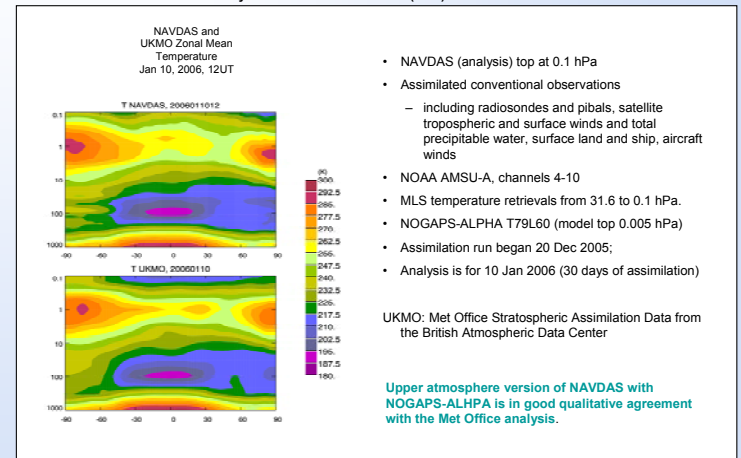 NAVDAS and
UKMO Zonal Mean
Temperature
Jan 10, 2006, 12UT
T NAVDAS, 2006011012
0.1
1
10
100
1000
-90 -60 -30 0 30 60 90
T UKMO, 20060110
0.1
1
10
100
1000
-90 -60 -30 0 30 60 90
(K)
300.
292.5
285.
277.5
270.
262.5
255.
247.5
240.
232.5
225.
217.5
210.
202.5
195.
187.5
180.
• NAVDAS (analysis) top at 0.1 hPa
• Assimilated conventional observations
– including radiosondes and pibals, satellite
tropospheric and surface winds and total
precipitable water, surface land and ship, aircraft
winds
• NOAA AMSU-A, channels 4-10
• MLS temperature retrievals from 31.6 to 0.1 hPa.
• NOGAPS-ALPHA T79L60 (model top 0.005 hPa)
• Assimilation run began 20 Dec 2005;
• Analysis is for 10 Jan 2006 (30 days of assimilation)
UKMO: Met Office Stratospheric Assimilation Data from
the British Atmospheric Data Center
Upper atmosphere version of NAVDAS with
NOGAPS-ALHPA is in good qualitative agreement
with the Met Office analysis.